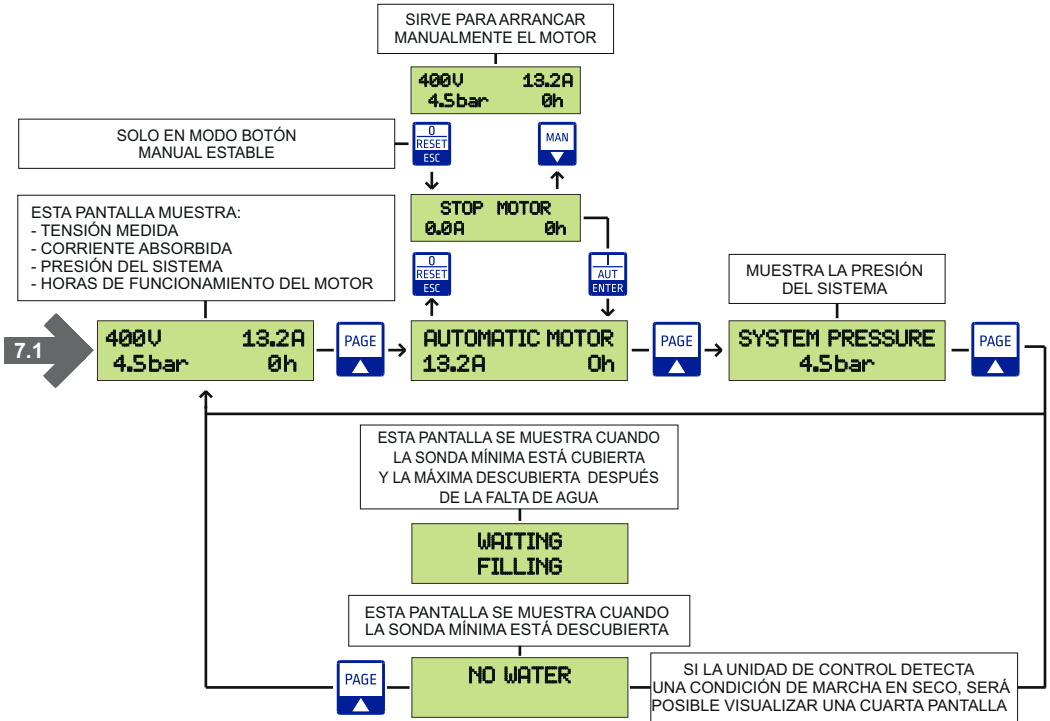 SIRVE PARA ARRANCAR
MANUALMENTE EL MOTOR
400V 13.2A
4.5bar 0h
SOLO EN MODO BOTÓN
MANUAL ESTABLE
0
RESET
ESC
MAN
STOP MOTOR
0.0A 0h
ESTA PANTALLA MUESTRA:
- TENSIÓN MEDIDA
- CORRIENTE ABSORBIDA
- PRESIÓN DEL SISTEMA
- HORAS DE FUNCIONAMIENTO DEL MOTOR
0
RESET
ESC
I
AUT
ENTER
MUESTRA LA PRESIÓN
DEL SISTEMA
7.1
400V 13.2A
4.5bar 0h
PAGE
AUTOMATIC MOTOR
13.2A 0h
PAGE
SYSTEM PRESSURE
4.5bar
PAGE
ESTA PANTALLA SE MUESTRA CUANDO
LA SONDA MÍNIMA ESTÁ CUBIERTA
Y LA MÁXIMA DESCUBIERTA DESPUÉS
DE LA FALTA DE AGUA
WAITING
FILLING
ESTA PANTALLA SE MUESTRA CUANDO
LA SONDA MÍNIMA ESTÁ DESCUBIERTA
PAGE
NO WATER
SI LA UNIDAD DE CONTROL DETECTA
UNA CONDICIÓN DE MARCHA EN SECO, SERÁ
POSIBLE VISUALIZAR UNA CUARTA PANTALLA